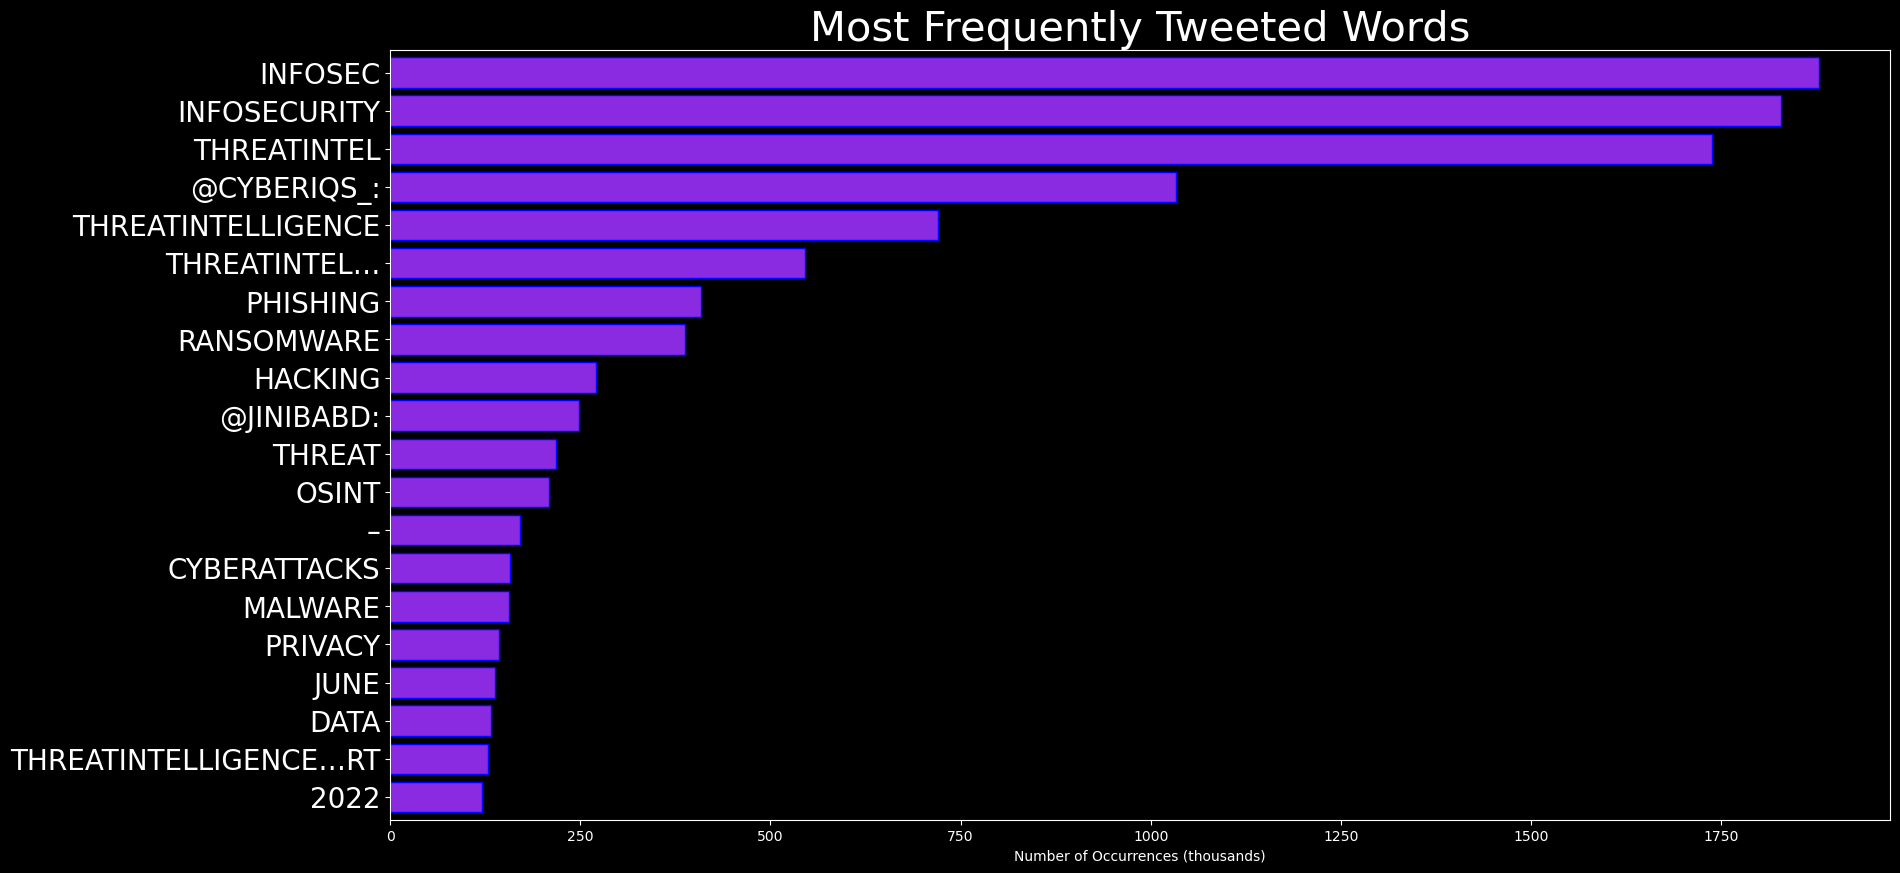 Most Frequently Tweeted Words
INFOSEC
INFOSECURITY
THREATINTEL
@CYBERIQS_:
THREATINTELLIGENCE
THREATINTEL…
PHISHING
RANSOMWARE
HACKING
@JINIBABD:
THREAT
OSINT
–
CYBERATTACKS
MALWARE
PRIVACY
JUNE
DATA
THREATINTELLIGENCE…RT
2022
0 250 500 750 1000 1250 1500 1750
Number of Occurrences (thousands)